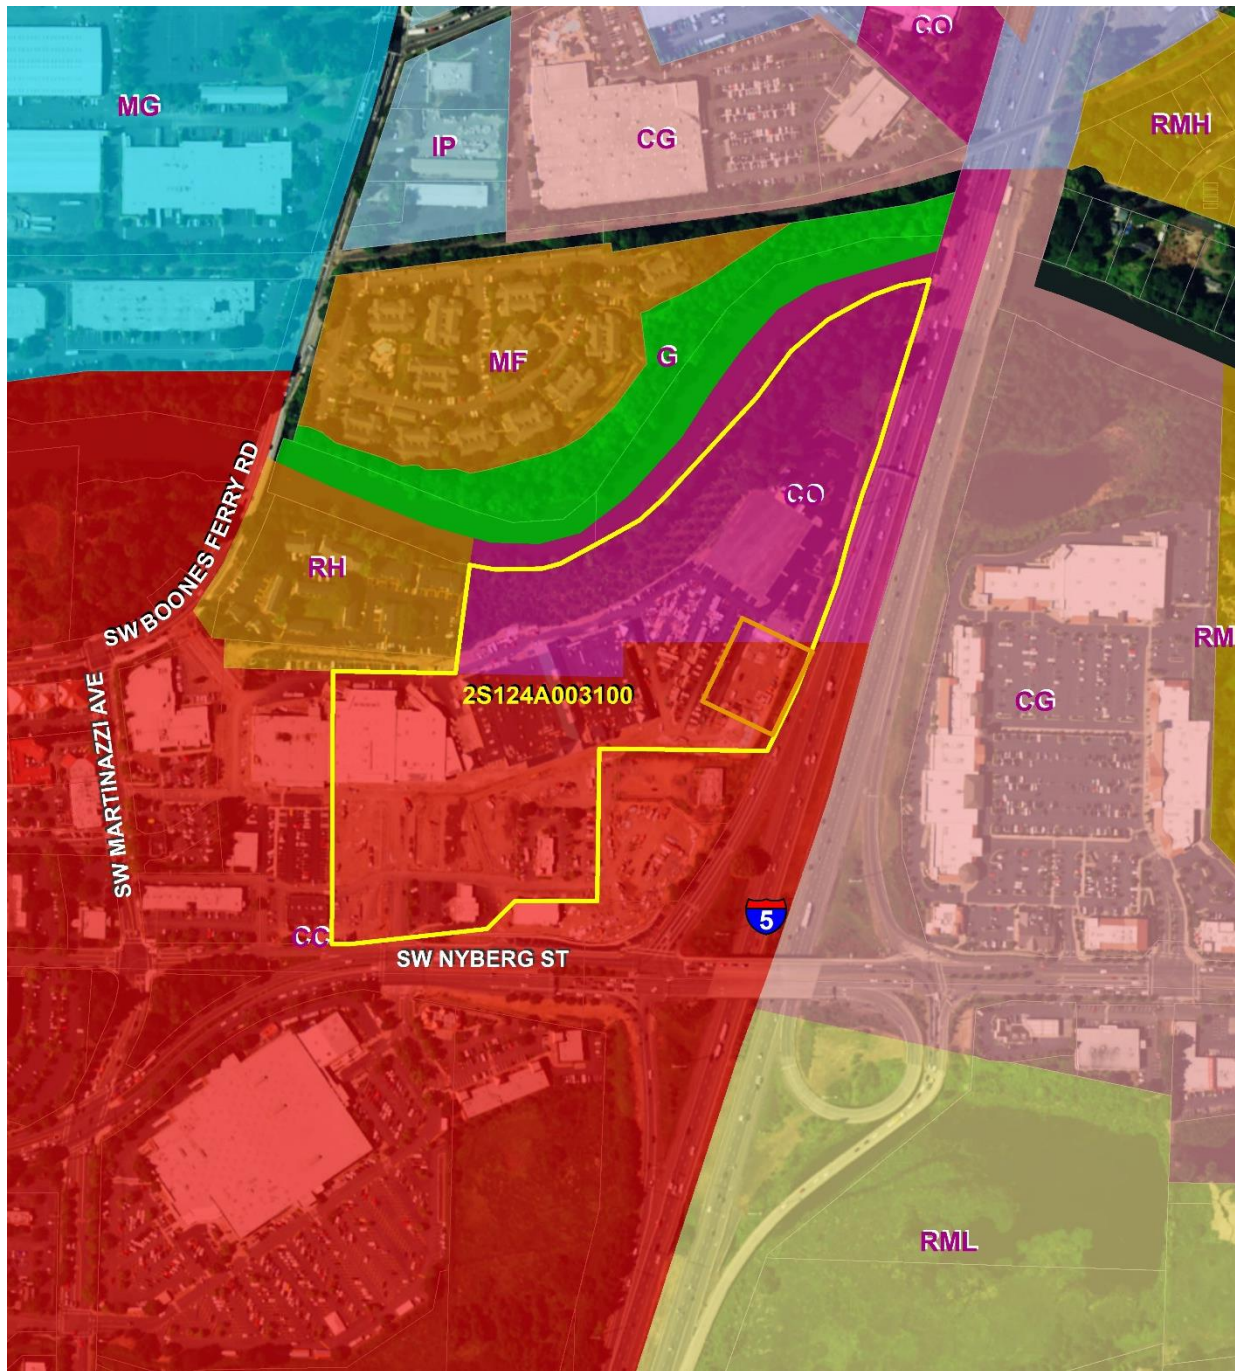 CO
MG
IP
CG
RMH
MF
G
CO
SW BOONES FERRY RD
RH
RM
2S124A003100
CG
SW MARTINAZZI AVE
5
CC
SW NYBERG ST
RML